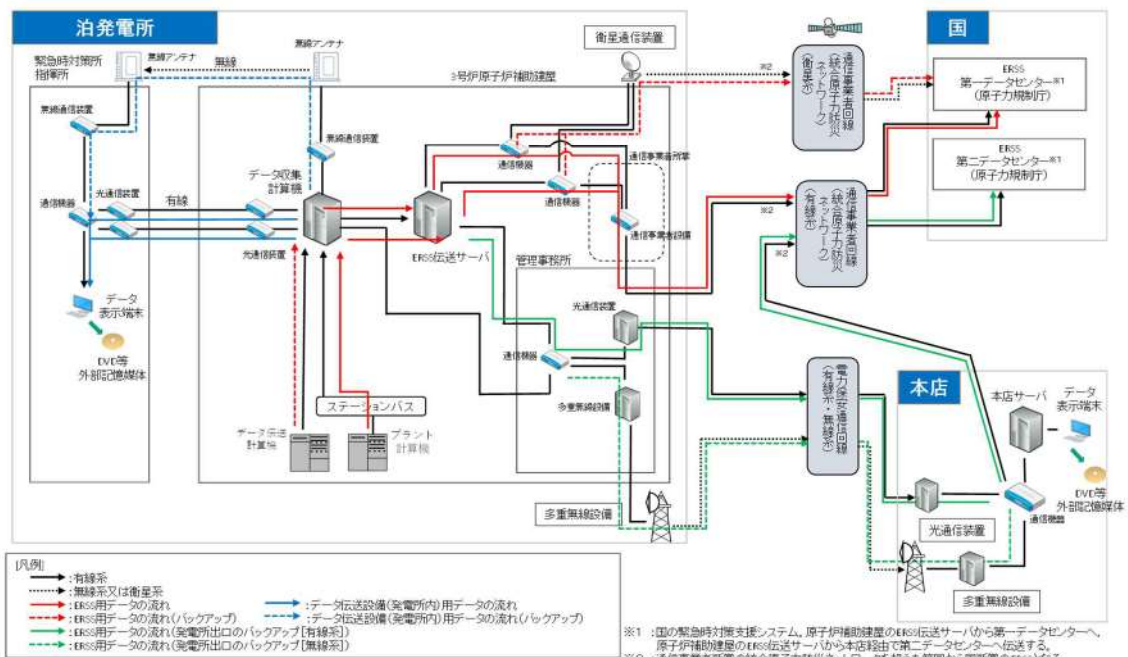 泊発電所
緊急時対策所
指揮所
無線アンテナ
無線
無線アンテナ
3号炉原子炉補助建屋
衛星通信装置
※2
通信事業者回線
(統合原子力防災
ネットワーク)
(衛星系)
国
ERSS
第一データセンター※1
(原子力規制庁)
ERSS
第二データセンター※1
(原子力規制庁)
無線通信装置
無線通信装置
通信機器
光通信装置
有線
データ収集
計算機
光通信装置
ERSS伝送サーバ
通信機器
通信機器
通信事業者所掌
通信事業者設備
※2
※2
通信事業者回線
(統合原子力防災
ネットワーク)
(有線系)
データ
表示端末
DVD等
外部記憶媒体
管理事務所
光通信装置
通信機器
多重無線設備
ステーションバス
データ伝送
計算機
プラント
計算機
多重無線設備
電力保安通信回線
(有線系・無線系)
本店
本店サーバ
データ
表示端末
DVD等
外部記憶媒体
通信機器
光通信装置
多重無線設備
[凡例]
:有線系
:無線系又は衛星系
:ERSS用データの流れ
:ERSS用データの流れ(バックアップ)
:ERSS用データの流れ(発電所出口のバックアップ[有線系])
:ERSS用データの流れ(発電所出口のバックアップ[無線系])
:データ伝送設備(発電所内)用データの流れ
:データ伝送設備(発電所内)用データの流れ(バックアップ)
※1 :国の緊急時対策支援システム。原子炉補助建屋のERSS伝送サーバから第一データセンターへ、
原子炉補助建屋のERSS伝送サーバから本店経由で第二データセンターへ伝送する。